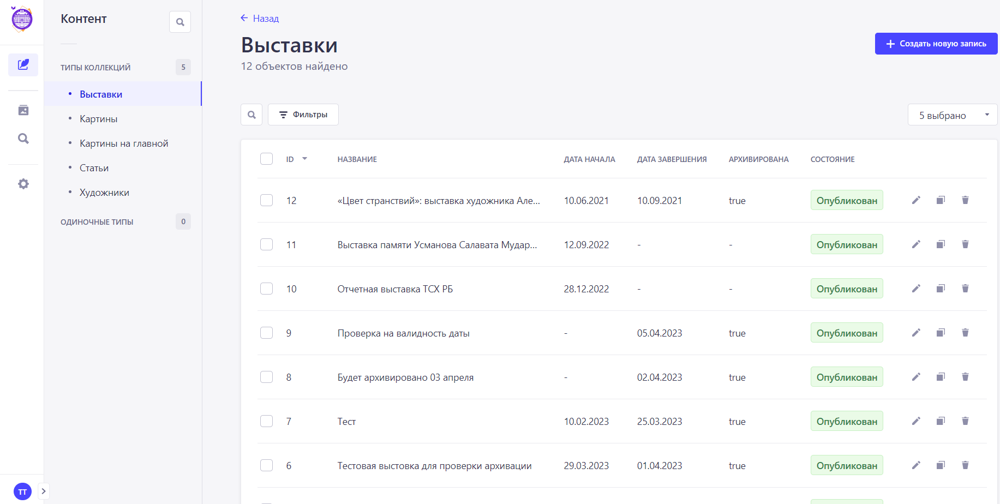 Контент
ТИПЫ КОЛЛЕКЦИЙ 5
Выставки
Картины
Картины на главной
Статьи
Художники
ОДИНОЧНЫЕ ТИПЫ 0
ТТ
Назад
Выставки
12 объектов найдено
Создать новую запись
Фильтры
5 выбрано
ID НАЗВАНИЕ ДАТА НАЧАЛА ДАТА ЗАВЕРШЕНИЯ АРХИВИРОВАНА СОСТОЯНИЕ
12 «Цвет странствий»: выставка художника Але... 10.06.2021 10.09.2021 true Опубликован
11 Выставка памяти Усманова Салавата Мудар... 12.09.2022 - - Опубликован
10 Отчетная выставка ТСХ РБ 28.12.2022 - - Опубликован
9 Проверка на валидность даты - 05.04.2023 true Опубликован
8 Будет архивировано 03 апреля - 02.04.2023 true Опубликован
7 Тест 10.02.2023 25.03.2023 true Опубликован
6 Тестовая выстовка для проверки архивации 29.03.2023 01.04.2023 true Опубликован